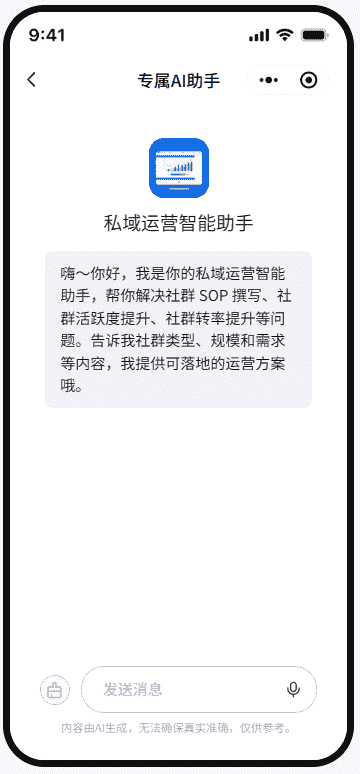 9:41
专属AI助手
私域运营智能助手
嗨～你好，我是你的私域运营智能
助手，帮你解决社群 SOP 撰写、社
群活跃度提升、社群转率提升等问
题。告诉我社群类型、规模和需求
等内容，我提供可落地的运营方案
哦。
发送消息
内容由AI生成，无法确保真实准确，仅供参考。